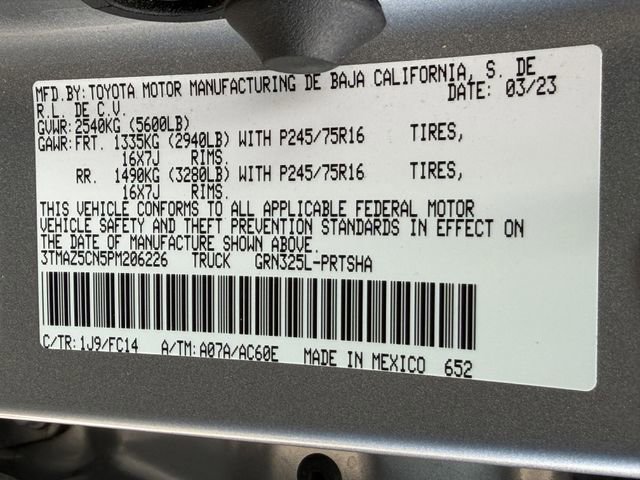 MFD. BY: TOYOTA MOTOR MANUFACTURING DE BAJA CALIFORNIA, S. DE
R.L. DE C.V. DATE: 03/23
GVWR: 2540KG (5600LB)
GAWR: FRT. 1335KG (2940LB) WITH P245/75R16 TIRES,
16X7J RIMS.
RR. 1490KG (3280LB) WITH P245/75R16 TIRES,
16X7J RIMS.
THIS VEHICLE CONFORMS TO ALL APPLICABLE FEDERAL MOTOR
VEHICLE SAFETY AND THEFT PREVENTION STANDARDS IN EFFECT ON
THE DATE OF MANUFACTURE SHOWN ABOVE.
3TMAZ5CN5PM206226 TRUCK GRN325L-PRTSHA
C/TR: 1J9/FC14 A/TM: A07A/AC60E MADE IN MEXICO 652